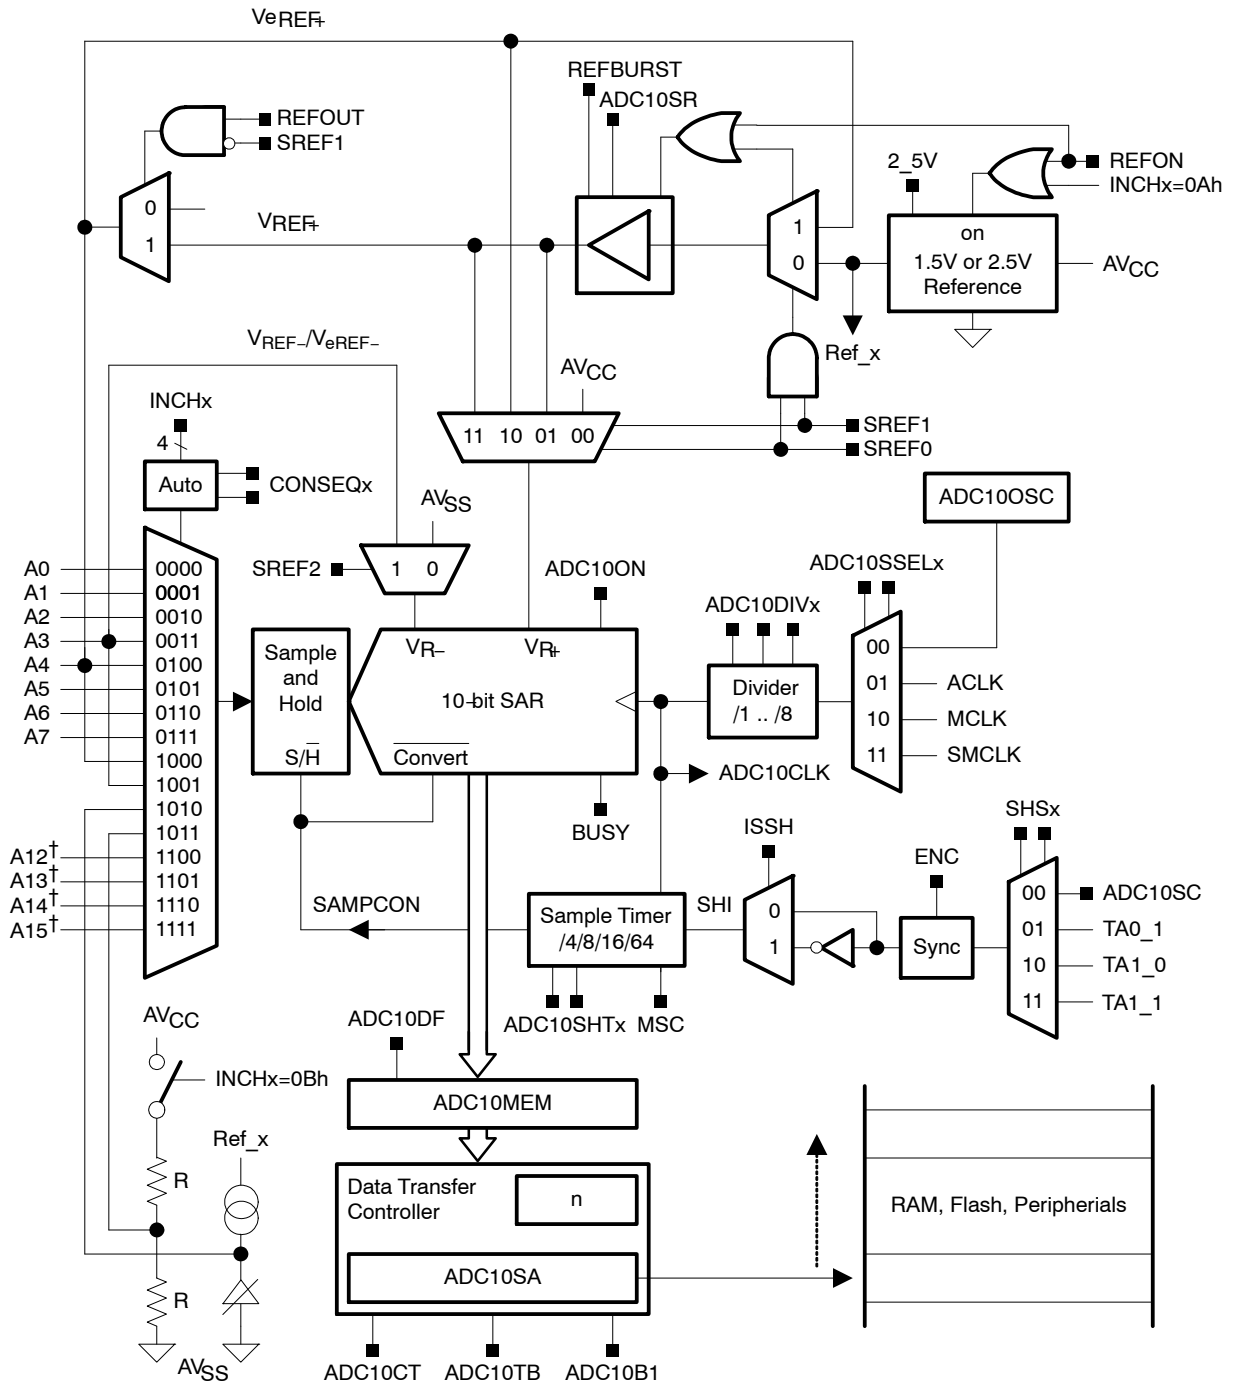 VeREF+
REFBURST
ADC10SR
REFOUT
SREF1
2_5V
REFON
INCHx=0Ah
0
1
VREF+
1
0
on
1.5V or 2.5V
Reference
AVCC
Ref_x
VREF−/VeREF−
AVCC
INCHx
4
11 10 01 00
SREF1
SREF0
Auto
CONSEQx
AVSS
ADC10OSC
SREF2
1 0
ADC10ON
ADC10SSELx
ADC10DIVx
A0
A1
A2
A3
A4
A5
A6
A7
A12†
A13†
A14†
A15†
0000
0001
0010
0011
0100
0101
0110
0111
1000
1001
1010
1011
1100
1101
1110
1111
Sample
and
Hold
S/H̅
VR−
VR+
10−bit SAR
Convert
Divider
/1 .. /8
00
01
10
11
ACLK
MCLK
SMCLK
ADC10CLK
BUSY
ISSH
SHSx
ENC
SAMPCON
Sample Timer
/4/8/16/64
SHI
0
1
Sync
00
01
10
11
ADC10SC
TA0_1
TA1_0
TA1_1
ADC10SHTx
MSC
AVCC
INCHx=0Bh
ADC10DF
ADC10MEM
Ref_x
R
R
AVSS
Data Transfer
Controller
n
ADC10SA
RAM, Flash, Peripherials
ADC10CT
ADC10TB
ADC10B1